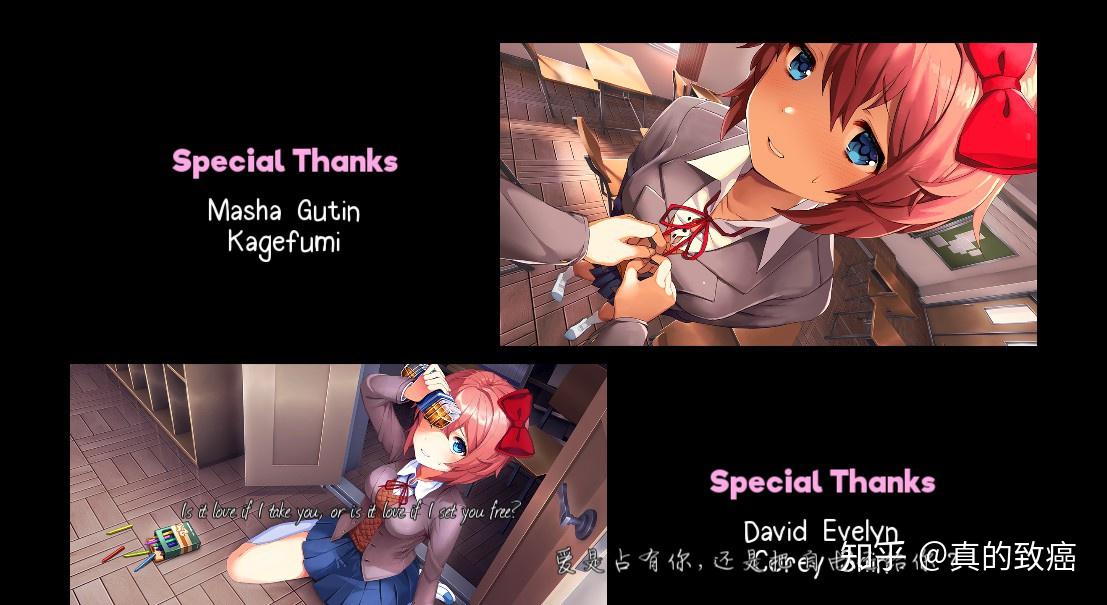 Special Thanks
Masha Gutin
Kagefumi
Is it love if I take you, or is it love if I set you free?
Special Thanks
David Evelyn
爱是占有你，还是
Corey
知乎 @真的致癌